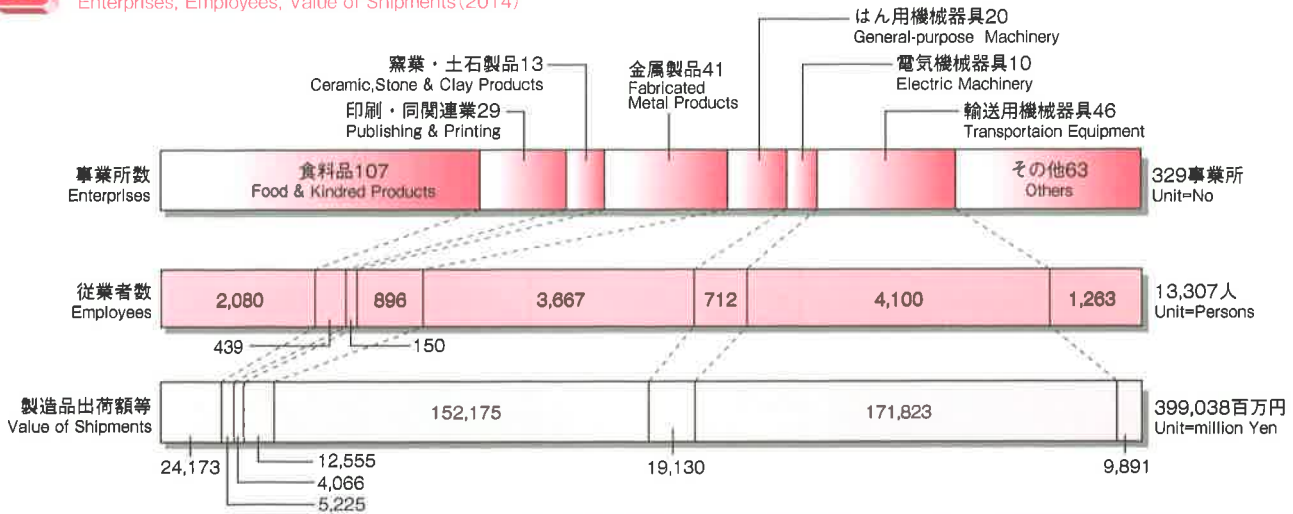 Enterprises, Employees, Value of Shipments(2014)
はん用機械器具20
General-purpose Machinery
窯業・土石製品13
Ceramic,Stone & Clay Products
金属製品41
Fabricated
Metal Products
電気機械器具10
Electric Machinery
印刷・同関連業29
Publishing & Printing
輸送用機械器具46
Transportaion Equipment
事業所数
Enterprises
食料品107
Food & Kindred Products
その他63
Others
329事業所
Unit=No
従業者数
Employees
2,080
896
3,667
712
4,100
1,263
13,307人
Unit=Persons
439
150
製造品出荷額等
Value of Shipments
152,175
171,823
399,038百万円
Unit=million Yen
24,173
12,555
19,130
9,891
4,066
5,225